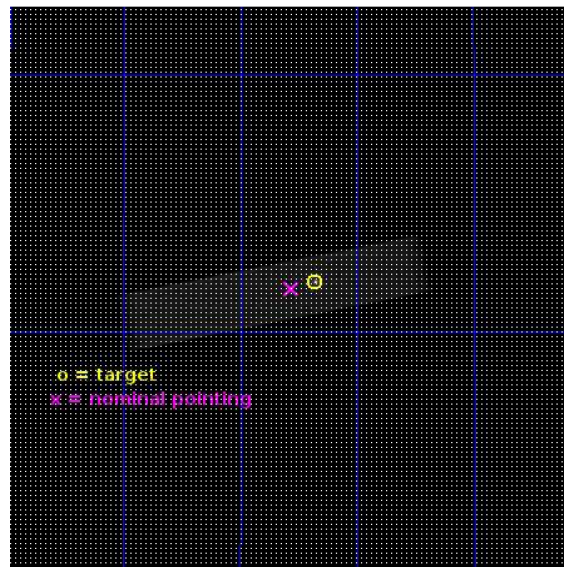 o = target
x = nominal pointing